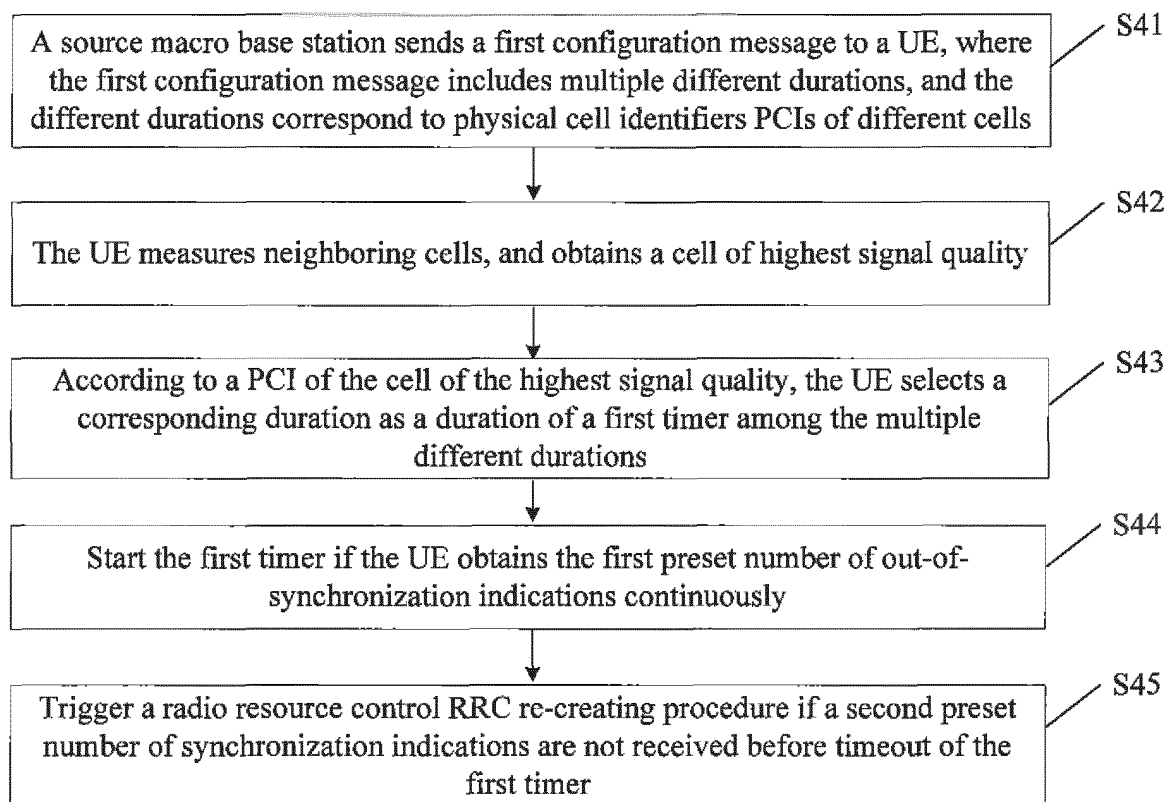 A source macro base station sends a first configuration message to a UE, where
the first configuration message includes multiple different durations, and the
different durations correspond to physical cell identifiers PCIs of different cells
S41
The UE measures neighboring cells, and obtains a cell of highest signal quality
S42
According to a PCI of the cell of the highest signal quality, the UE selects a
corresponding duration as a duration of a first timer among the multiple
different durations
S43
Start the first timer if the UE obtains the first preset number of out-of-
synchronization indications continuously
S44
Trigger a radio resource control RRC re-creating procedure if a second preset
number of synchronization indications are not received before timeout of the
first timer
S45